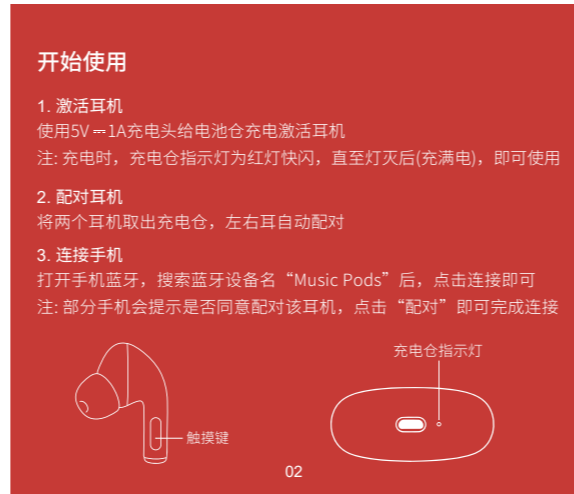 开始使用
1. 激活耳机
使用5V⎓1A充电头给电池仓充电激活耳机
注: 充电时，充电仓指示灯为红灯快闪，直至灯灭后(充满电)，即可使用
2. 配对耳机
将两个耳机取出充电仓，左右耳自动配对
3. 连接手机
打开手机蓝牙，搜索蓝牙设备名“Music Pods”后，点击连接即可
注: 部分手机会提示是否同意配对该耳机，点击“配对”即可完成连接
充电仓指示灯
触摸键
02